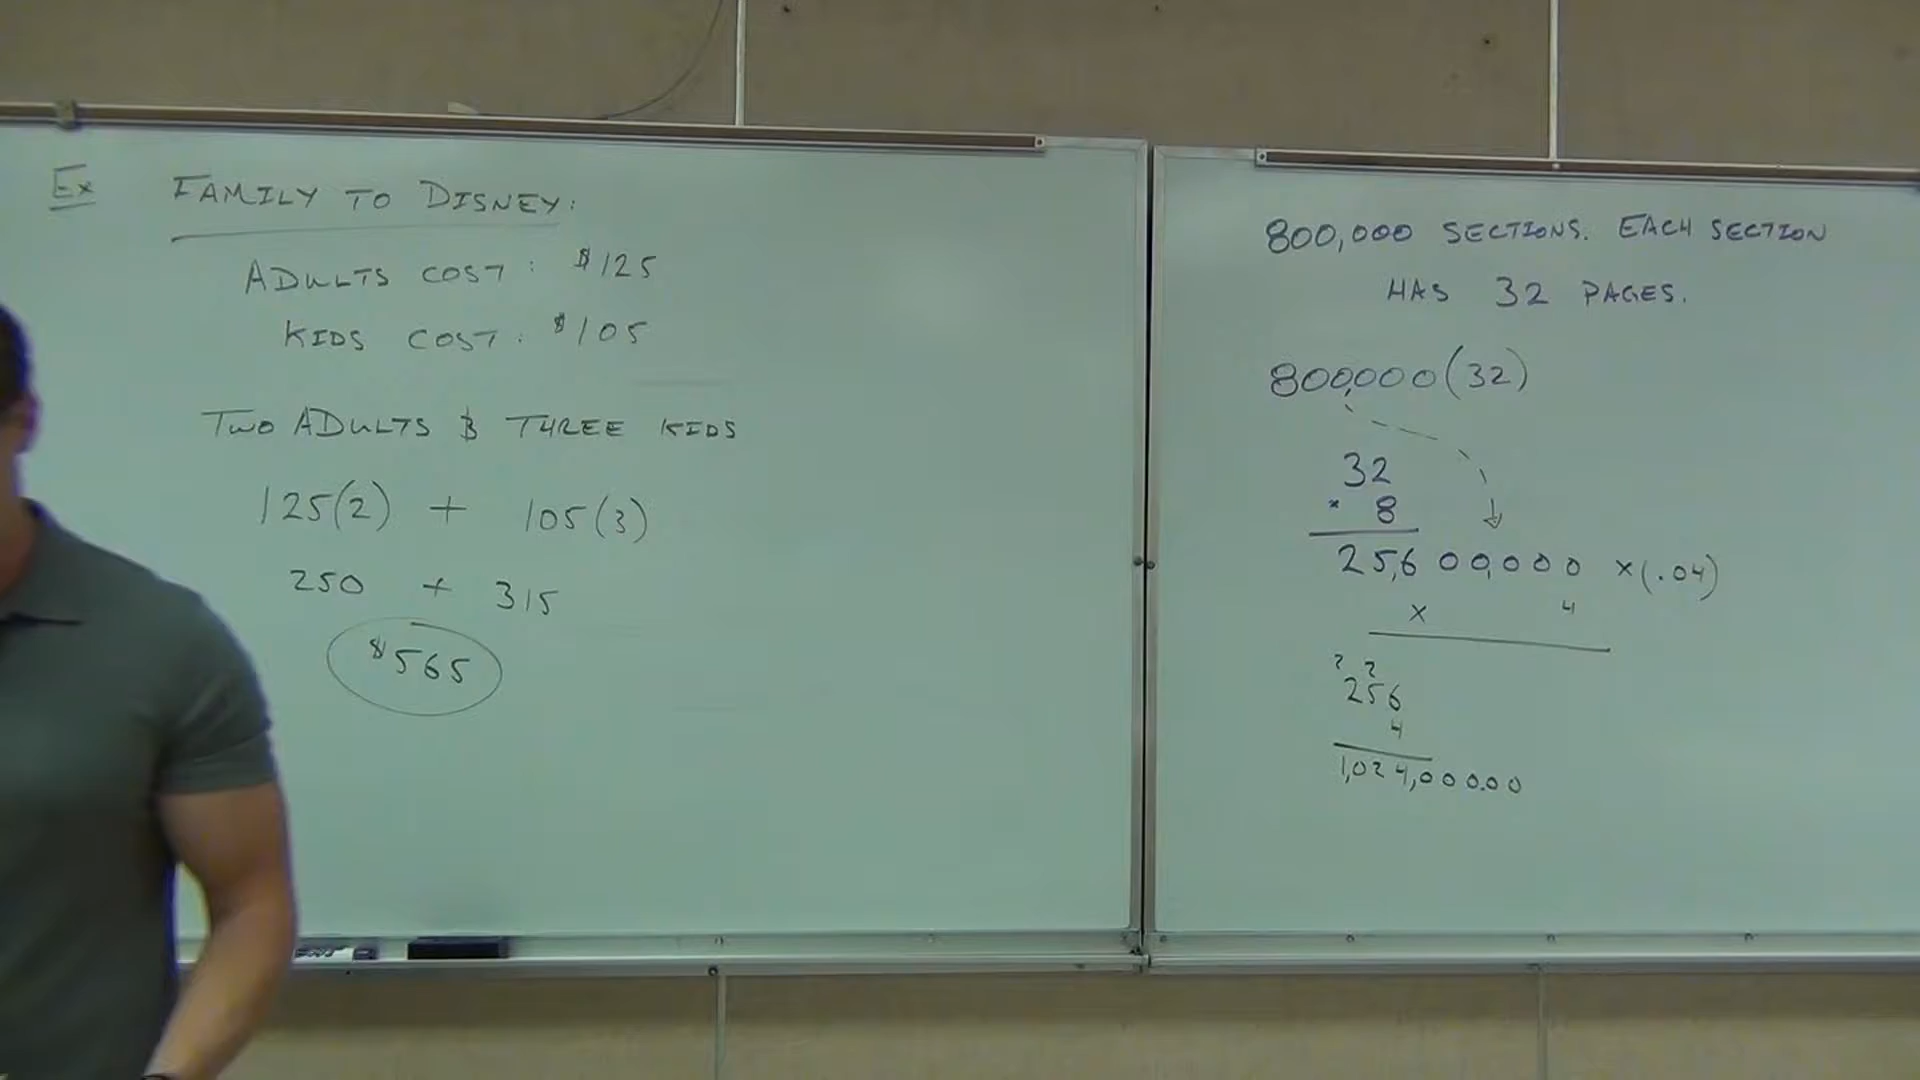 Ex FAMILY TO DISNEY:
ADULTS COST: $125
KIDS COST: $105
TWO ADULTS & THREE KIDS
125(2) + 105(3)
250 + 315
$565
800,000 SECTIONS. EACH SECTION
HAS 32 PAGES.
800,000(32)
32
× 8
25,600,000 ×(.04)
× 4
2 2
256
4
1,024,000.00